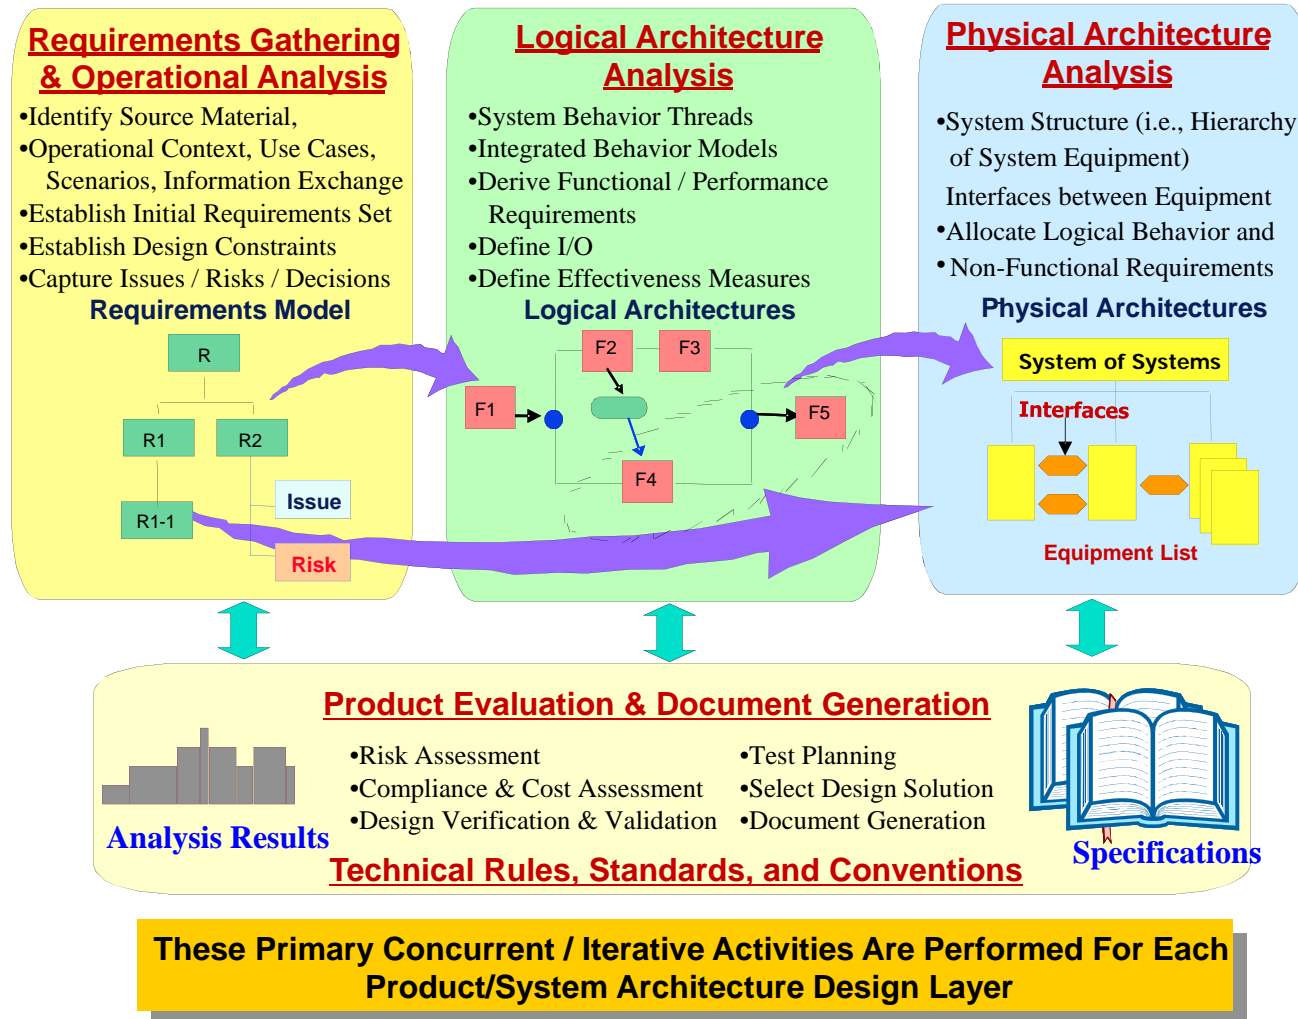 Requirements Gathering
& Operational Analysis
•Identify Source Material,
•Operational Context, Use Cases,
Scenarios, Information Exchange
•Establish Initial Requirements Set
•Establish Design Constraints
•Capture Issues / Risks / Decisions
Requirements Model
R
R1
R2
R1-1
Issue
Risk
Logical Architecture
Analysis
•System Behavior Threads
•Integrated Behavior Models
•Derive Functional / Performance
Requirements
•Define I/O
•Define Effectiveness Measures
Logical Architectures
F2
F3
F1
F5
F4
Physical Architecture
Analysis
•System Structure (i.e., Hierarchy
of System Equipment)
Interfaces between Equipment
•Allocate Logical Behavior and
• Non-Functional Requirements
Physical Architectures
System of Systems
Interfaces
Equipment List
Product Evaluation & Document Generation
•Risk Assessment
•Compliance & Cost Assessment
•Design Verification & Validation
•Test Planning
•Select Design Solution
•Document Generation
Analysis Results
Specifications
Technical Rules, Standards, and Conventions
These Primary Concurrent / Iterative Activities Are Performed For Each
Product/System Architecture Design Layer